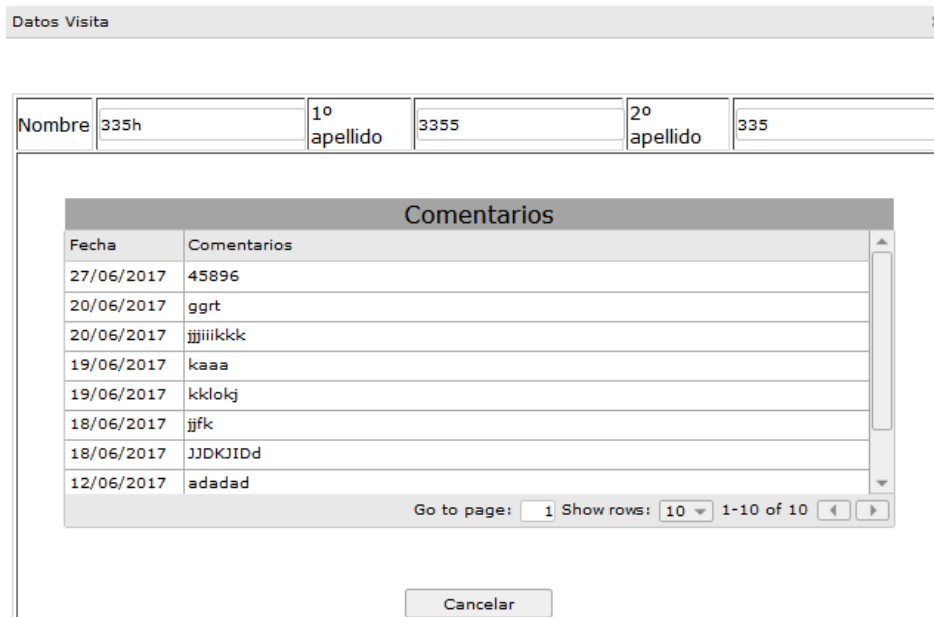 Datos Visita
Nombre 335h 1º apellido 3355 2º apellido 335
Comentarios
Fecha Comentarios
27/06/2017 45896
20/06/2017 ggrt
20/06/2017 jjjiiikkk
19/06/2017 kaaa
19/06/2017 kklokj
18/06/2017 jjfk
18/06/2017 JJDKJIDd
12/06/2017 adadad
Go to page: 1 Show rows: 10 1-10 of 10
Cancelar